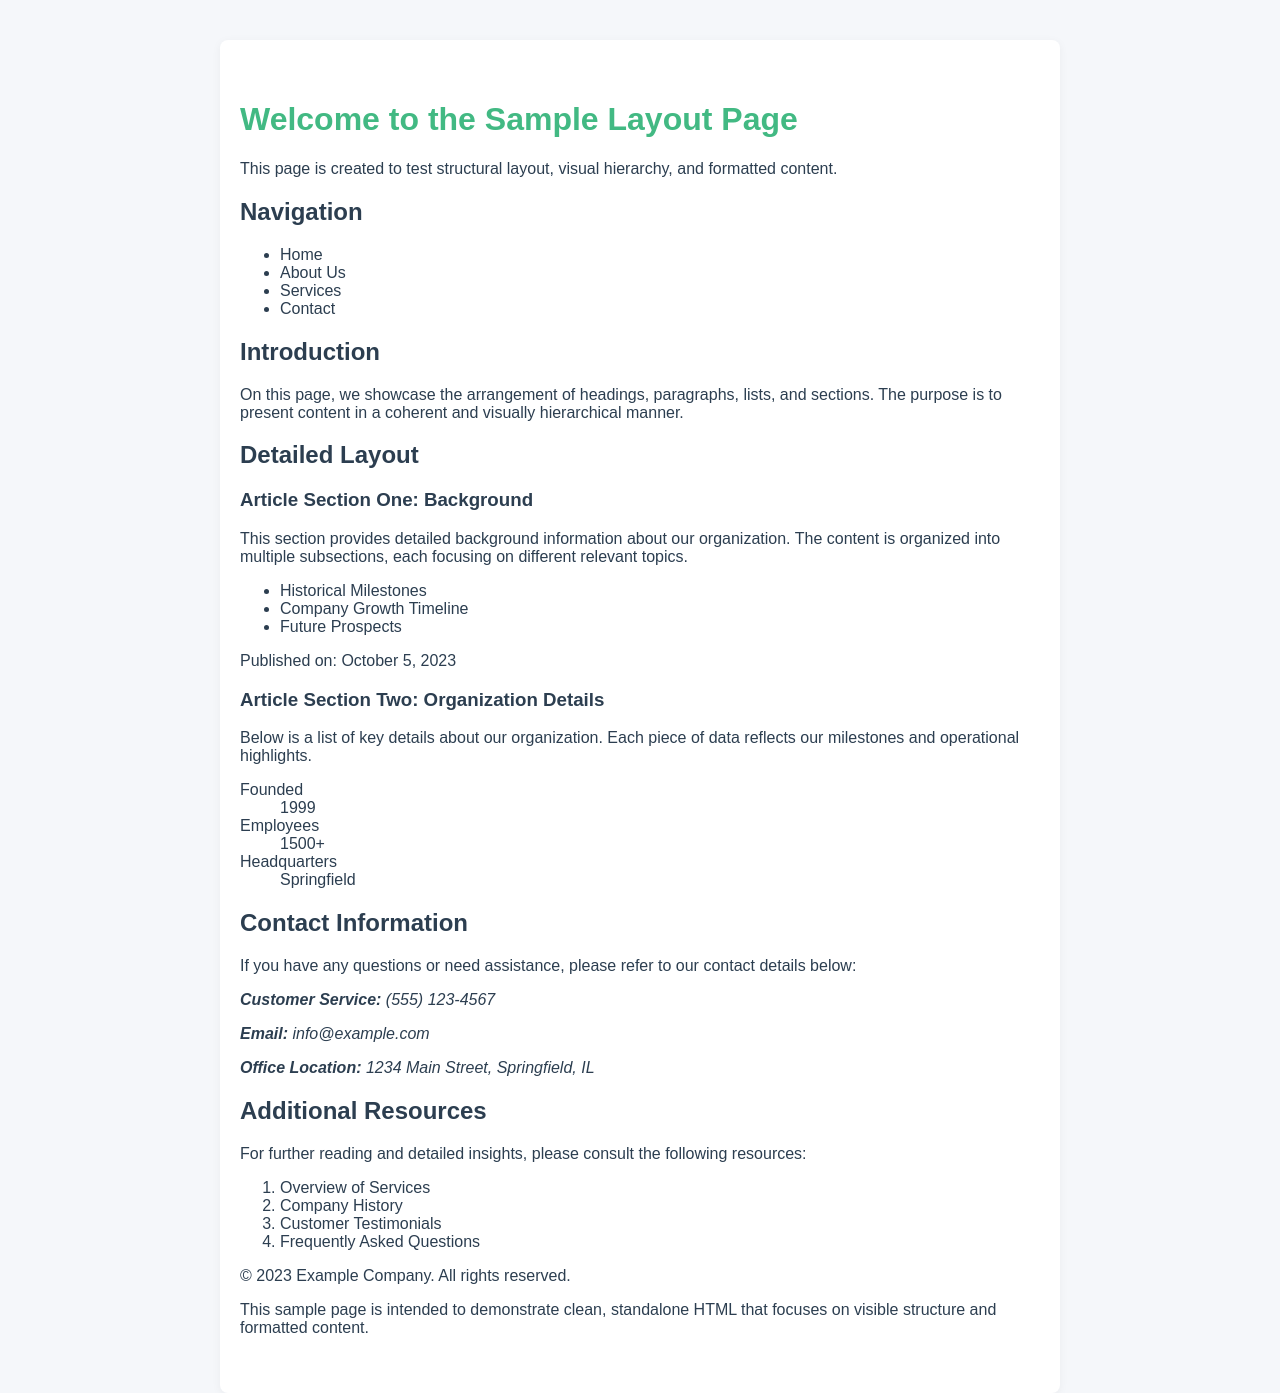 Welcome to the Sample Layout Page
This page is created to test structural layout, visual hierarchy, and formatted content.
Navigation
• Home
• About Us
• Services
• Contact
Introduction
On this page, we showcase the arrangement of headings, paragraphs, lists, and sections. The purpose is to
present content in a coherent and visually hierarchical manner.
Detailed Layout
Article Section One: Background
This section provides detailed background information about our organization. The content is organized into
multiple subsections, each focusing on different relevant topics.
• Historical Milestones
• Company Growth Timeline
• Future Prospects
Published on: October 5, 2023
Article Section Two: Organization Details
Below is a list of key details about our organization. Each piece of data reflects our milestones and operational
highlights.
Founded
1999
Employees
1500+
Headquarters
Springfield
Contact Information
If you have any questions or need assistance, please refer to our contact details below:
Customer Service: (555) 123-4567
Email: info@example.com
Office Location: 1234 Main Street, Springfield, IL
Additional Resources
For further reading and detailed insights, please consult the following resources:
1. Overview of Services
2. Company History
3. Customer Testimonials
4. Frequently Asked Questions
© 2023 Example Company. All rights reserved.
This sample page is intended to demonstrate clean, standalone HTML that focuses on visible structure and
formatted content.